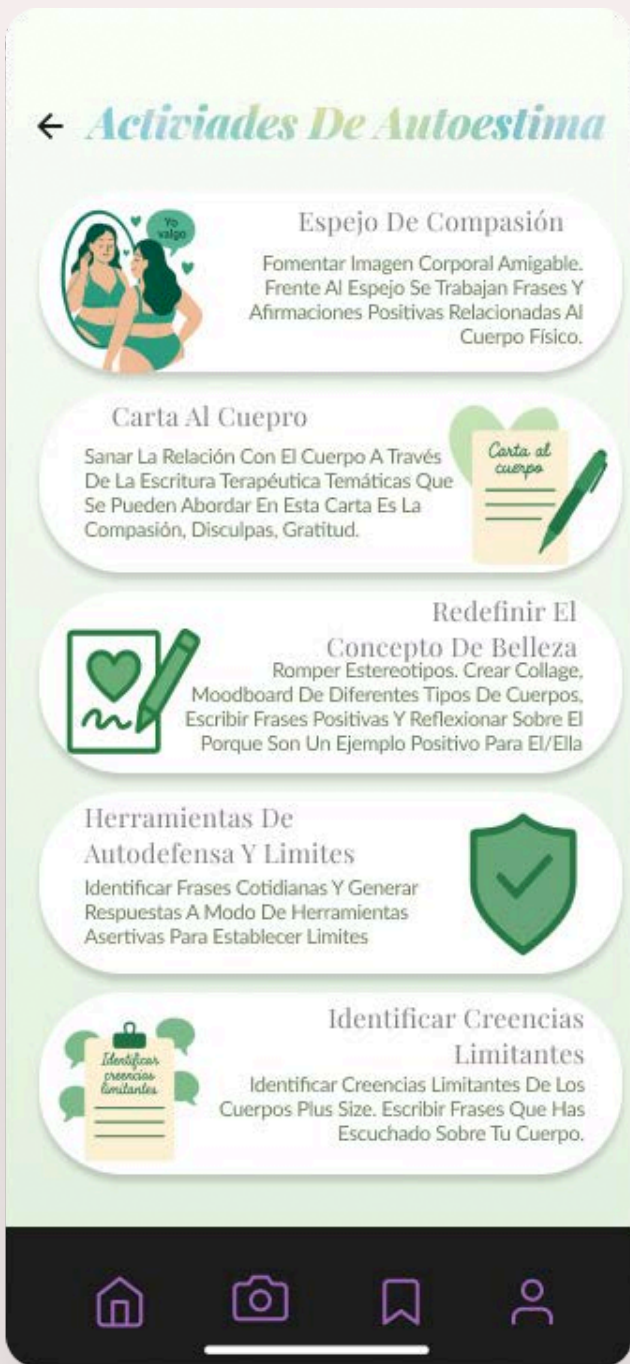 Activiades De Autoestima
Yo
valgo
Espejo De Compasión
Fomentar Imagen Corporal Amigable.
Frente Al Espejo Se Trabajan Frases Y
Afirmaciones Positivas Relacionadas Al
Cuerpo Físico.
Carta Al Cuepro
Sanar La Relación Con El Cuerpo A Través
De La Escritura Terapéutica Temáticas Que
Se Pueden Abordar En Esta Carta Es La
Compasión, Disculpas, Gratitud.
Carta al
cuerpo
Redefinir El
Concepto De Belleza
Romper Estereotipos. Crear Collage,
Moodboard De Diferentes Tipos De Cuerpos,
Escribir Frases Positivas Y Reflexionar Sobre El
Porque Son Un Ejemplo Positivo Para El/Ella
Herramientas De
Autodefensa Y Limites
Identificar Frases Cotidianas Y Generar
Respuestas A Modo De Herramientas
Asertivas Para Establecer Limites
Identificar
creencias
limitantes
Identificar Creencias
Limitantes
Identificar Creencias Limitantes De Los
Cuerpos Plus Size. Escribir Frases Que Has
Escuchado Sobre Tu Cuerpo.